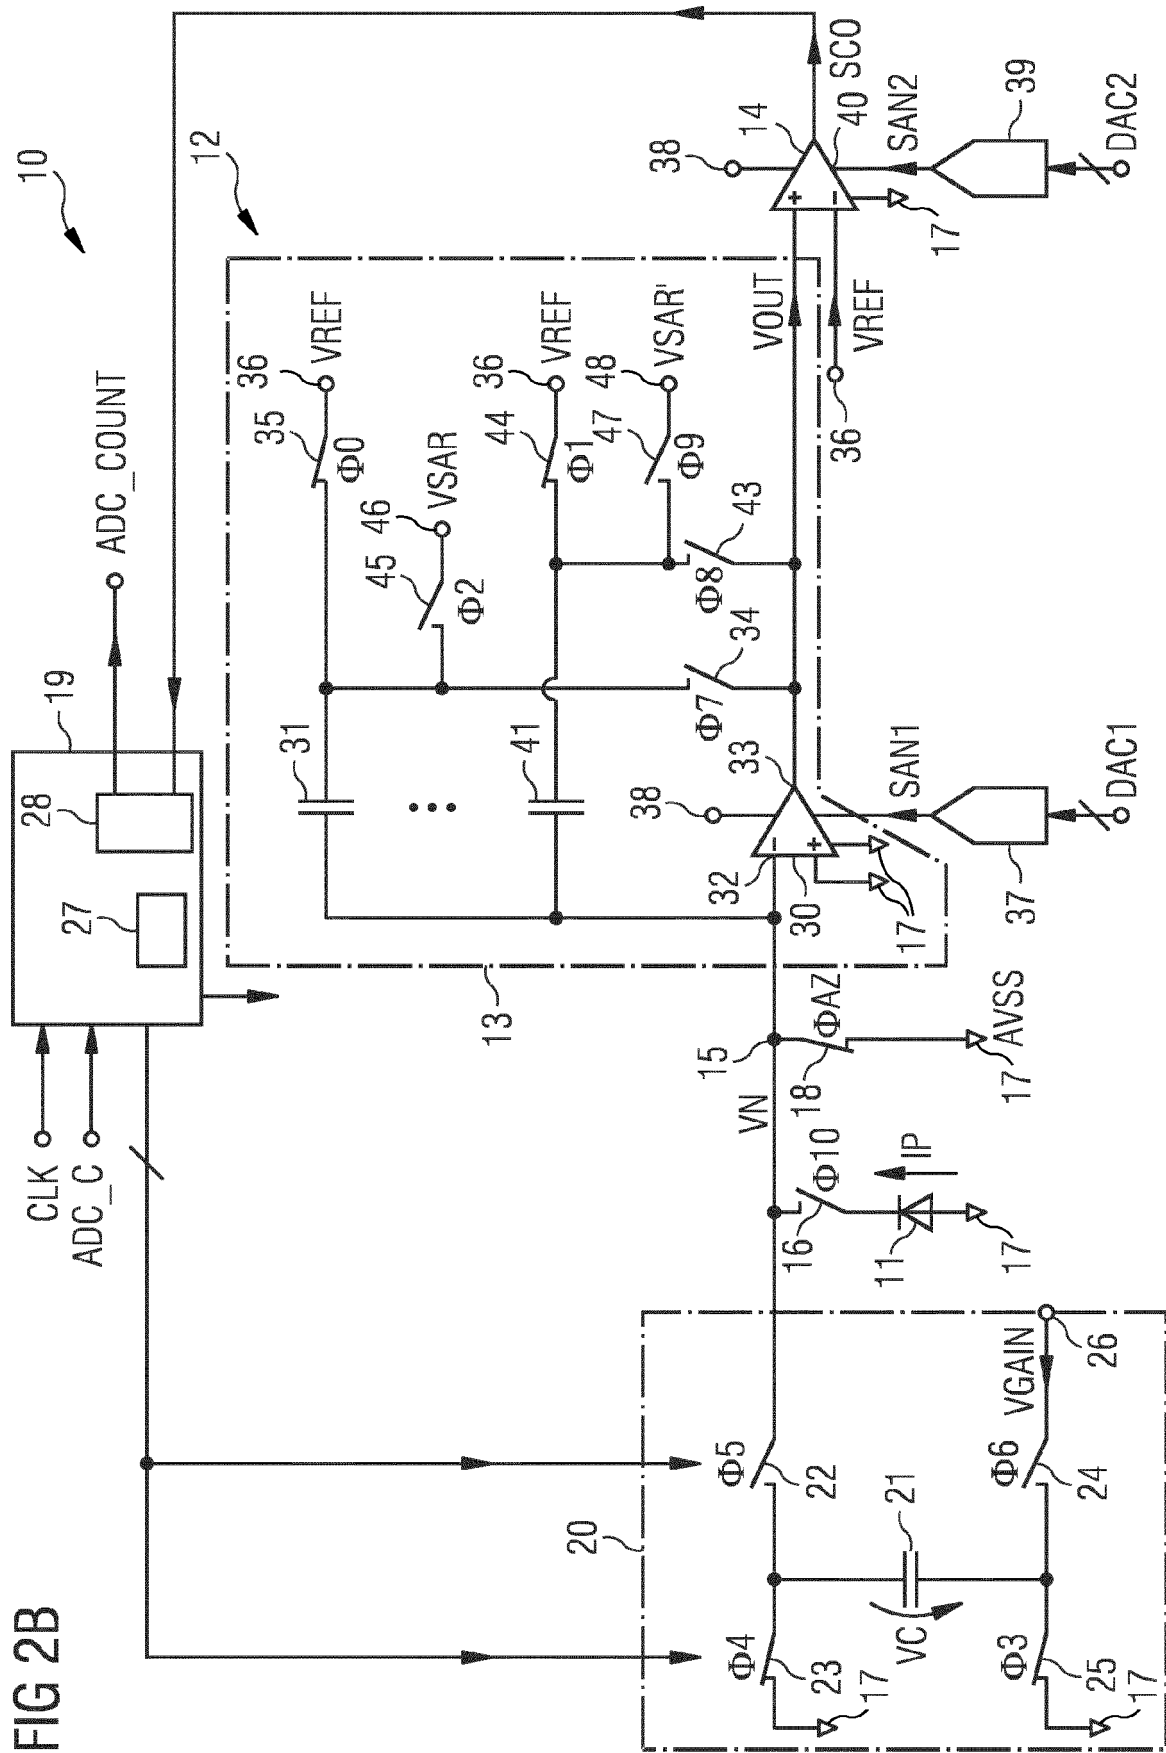 FIG 2B
10
12
CLK
ADC_C
19
27
28
ADC_COUNT
13
31
41
35
Φ0
36
VREF
45
Φ2
46
VSAR
44
Φ1
36
VREF
47
Φ9
48
VSAR'
Φ7
34
Φ8
43
VOUT
36
VREF
38
14
+
−
40
SCO
17
SAN2
39
DAC2
38
33
32
−
+
30
17
SAN1
37
DAC1
15
VN
18
ΦAZ
17
AVSS
16
Φ10
11
IP
17
20
Φ5
22
Φ4
23
17
21
VC
Φ6
24
VGAIN
26
Φ3
25
17